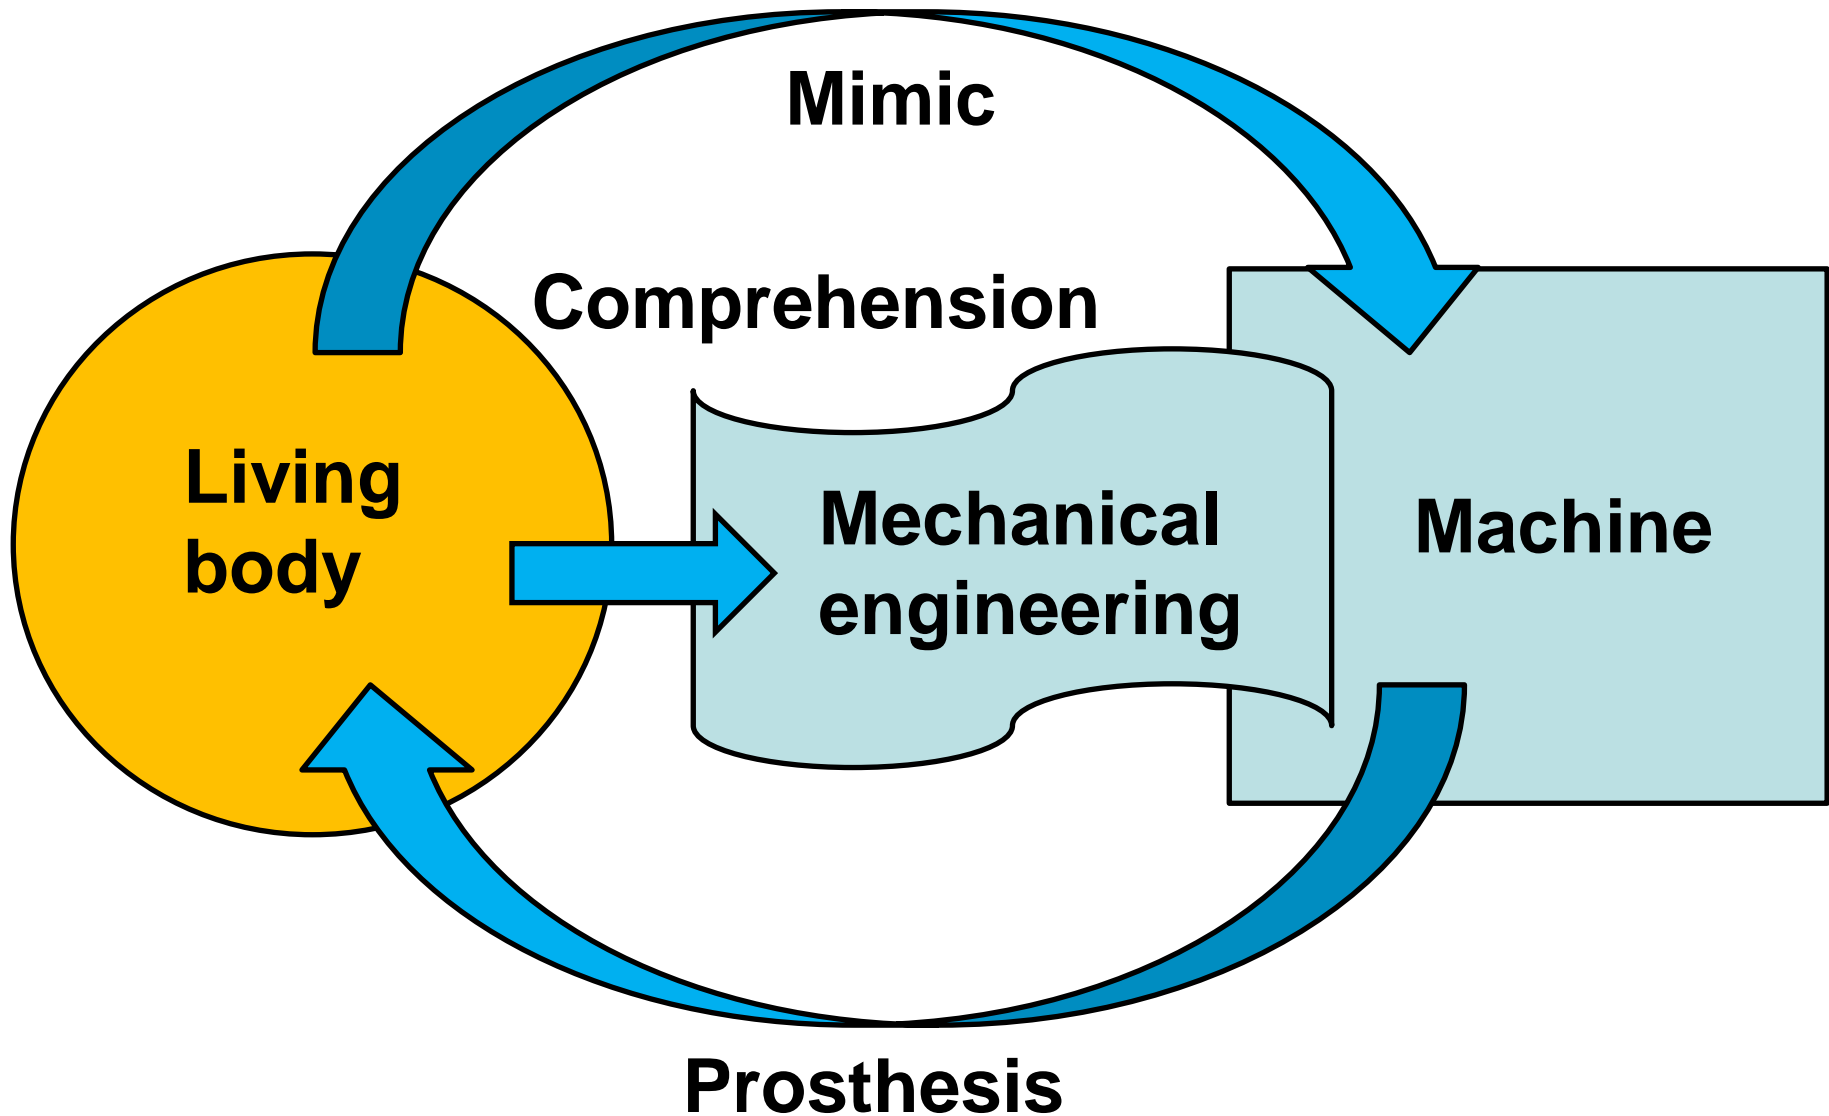 Mimic
Comprehension
Living
body
Mechanical
engineering
Machine
Prosthesis